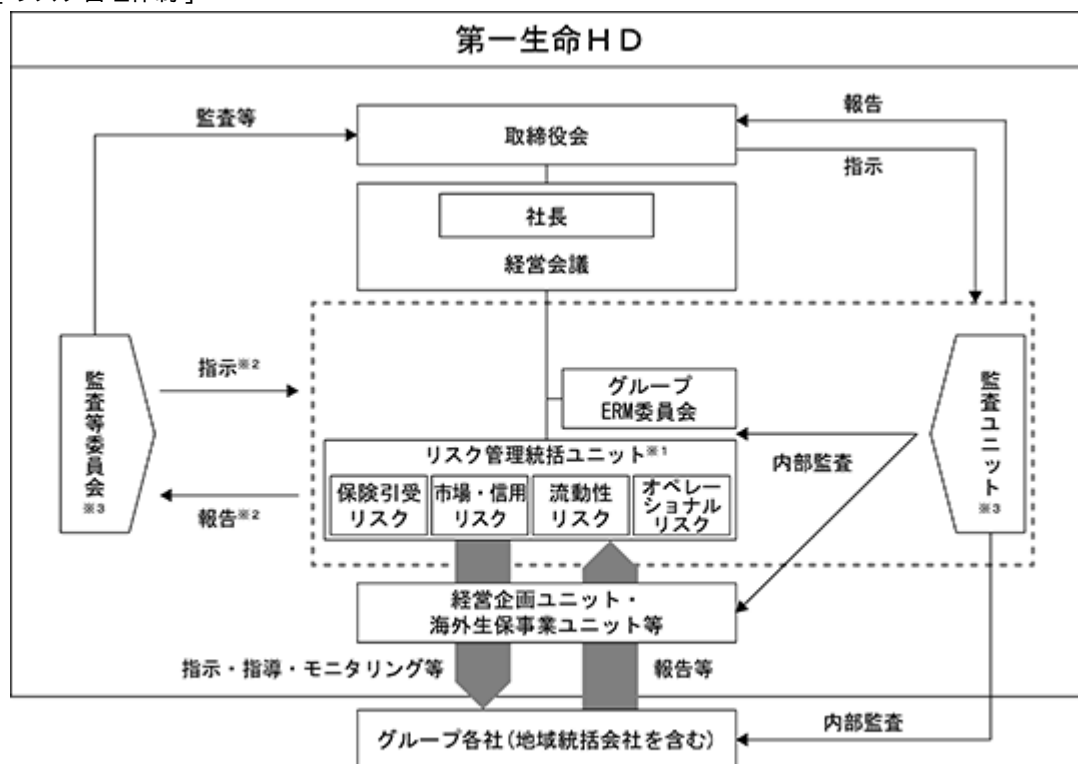 第一生命HD
監査等
報告
取締役会
指示
社長
経営会議
指示※2
グループ
ERM委員会
監査等委員会※3
監査ユニット※3
内部監査
リスク管理統括ユニット※1
保険引受
リスク
市場・信用
リスク
流動性
リスク
オペレー
ショナル
リスク
報告※2
経営企画ユニット・
海外生保事業ユニット等
指示・指導・モニタリング等
報告等
内部監査
グループ各社(地域統括会社を含む)